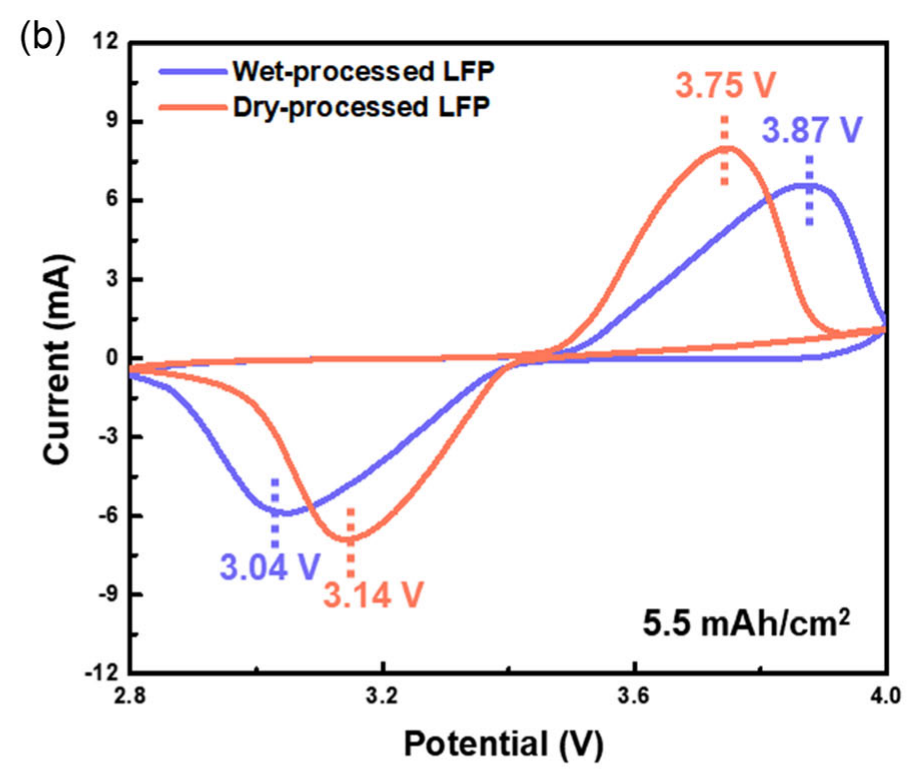 (b)
Wet-processed LFP
Dry-processed LFP
3.75 V
3.87 V
3.04 V
3.14 V
5.5 mAh/cm²
12
9
6
3
0
-3
-6
-9
-12
Current (mA)
2.8 3.2 3.6 4.0
Potential (V)